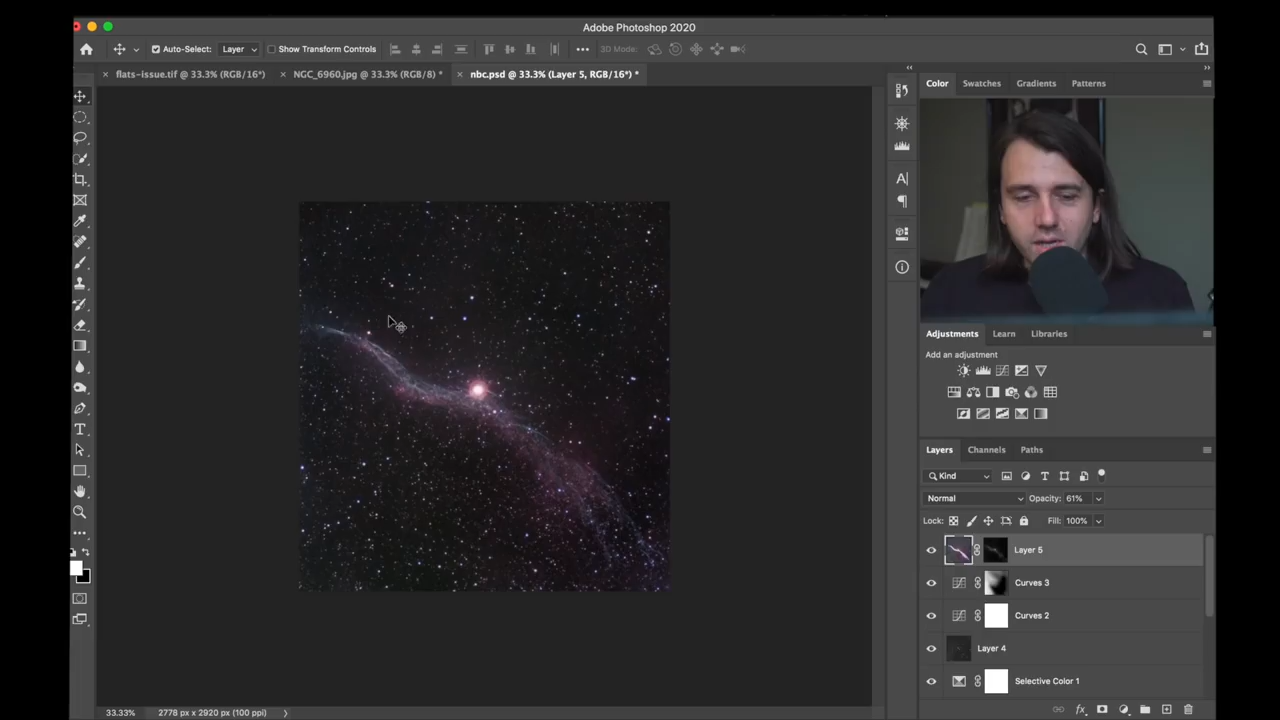 Adobe Photoshop 2020
Auto-Select: Layer Show Transform Controls 3D Mode:
flats-issue.tif @ 33.3% (RGB/16*) NGC_6960.jpg @ 33.3% (RGB/8) * nbc.psd @ 33.3% (Layer 5, RGB/16*) *
Color Swatches Gradients Patterns
Adjustments Learn Libraries
Add an adjustment
Layers Channels Paths
Kind
Normal Opacity: 61%
Lock: Fill: 100%
Layer 5
Curves 3
Curves 2
Layer 4
Selective Color 1
33.33% 2778 px x 2920 px (100 ppi)